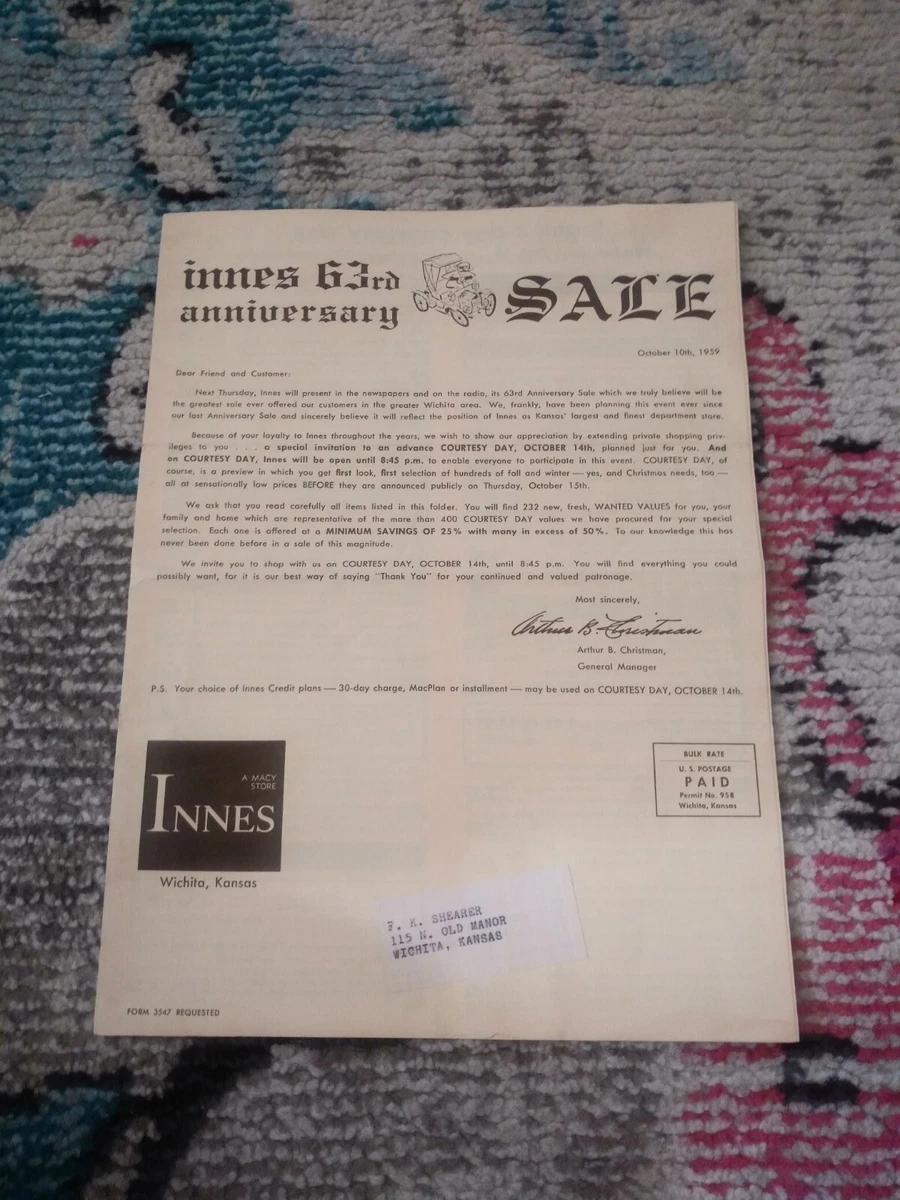 innes 63rd
anniversary
SALE
October 10th, 1959
Dear Friend and Customer:
Next Thursday, Innes will present in the newspapers and on the radio, its 63rd Anniversary Sale which we truly believe will be
the greatest sale ever offered our customers in the greater Wichita area. We, frankly, have been planning this event ever since
our last Anniversary Sale and sincerely believe it will reflect the position of Innes as Kansas' largest and finest department store.
Because of your loyalty to Innes throughout the years, we wish to show our appreciation by extending private shopping priv-
ileges to you . . . . a special invitation to an advance COURTESY DAY, OCTOBER 14th, planned just for you. And
on COURTESY DAY, Innes will be open until 8:45 p.m. to enable everyone to participate in this event. COURTESY DAY, of
course, is a preview in which you get first look, first selection of hundreds of fall and winter — yes, and Christmas needs, too —
all at sensationally low prices BEFORE they are announced publicly on Thursday, October 15th.
We ask that you read carefully all items listed in this folder. You will find 232 new, fresh, WANTED VALUES for you, your
family and home which are representative of the more than 400 COURTESY DAY values we have procured for your special
selection. Each one is offered at a MINIMUM SAVINGS OF 25% with many in excess of 50%. To our knowledge this has
never been done before in a sale of this magnitude.
We invite you to shop with us on COURTESY DAY, OCTOBER 14th, until 8:45 p.m. You will find everything you could
possibly want, for it is our best way of saying "Thank You" for your continued and valued patronage.
Most sincerely,
Arthur B. Christman
Arthur B. Christman,
General Manager
P.S. Your choice of Innes Credit plans — 30-day charge, MacPlan or installment — may be used on COURTESY DAY, OCTOBER 14th.
A MACY
STORE
INNES
Wichita, Kansas
BULK RATE
U. S. POSTAGE
PAID
Permit No. 958
Wichita, Kansas
F. K. SHEARER
115 N. OLD MANOR
WICHITA, KANSAS
FORM 3547 REQUESTED